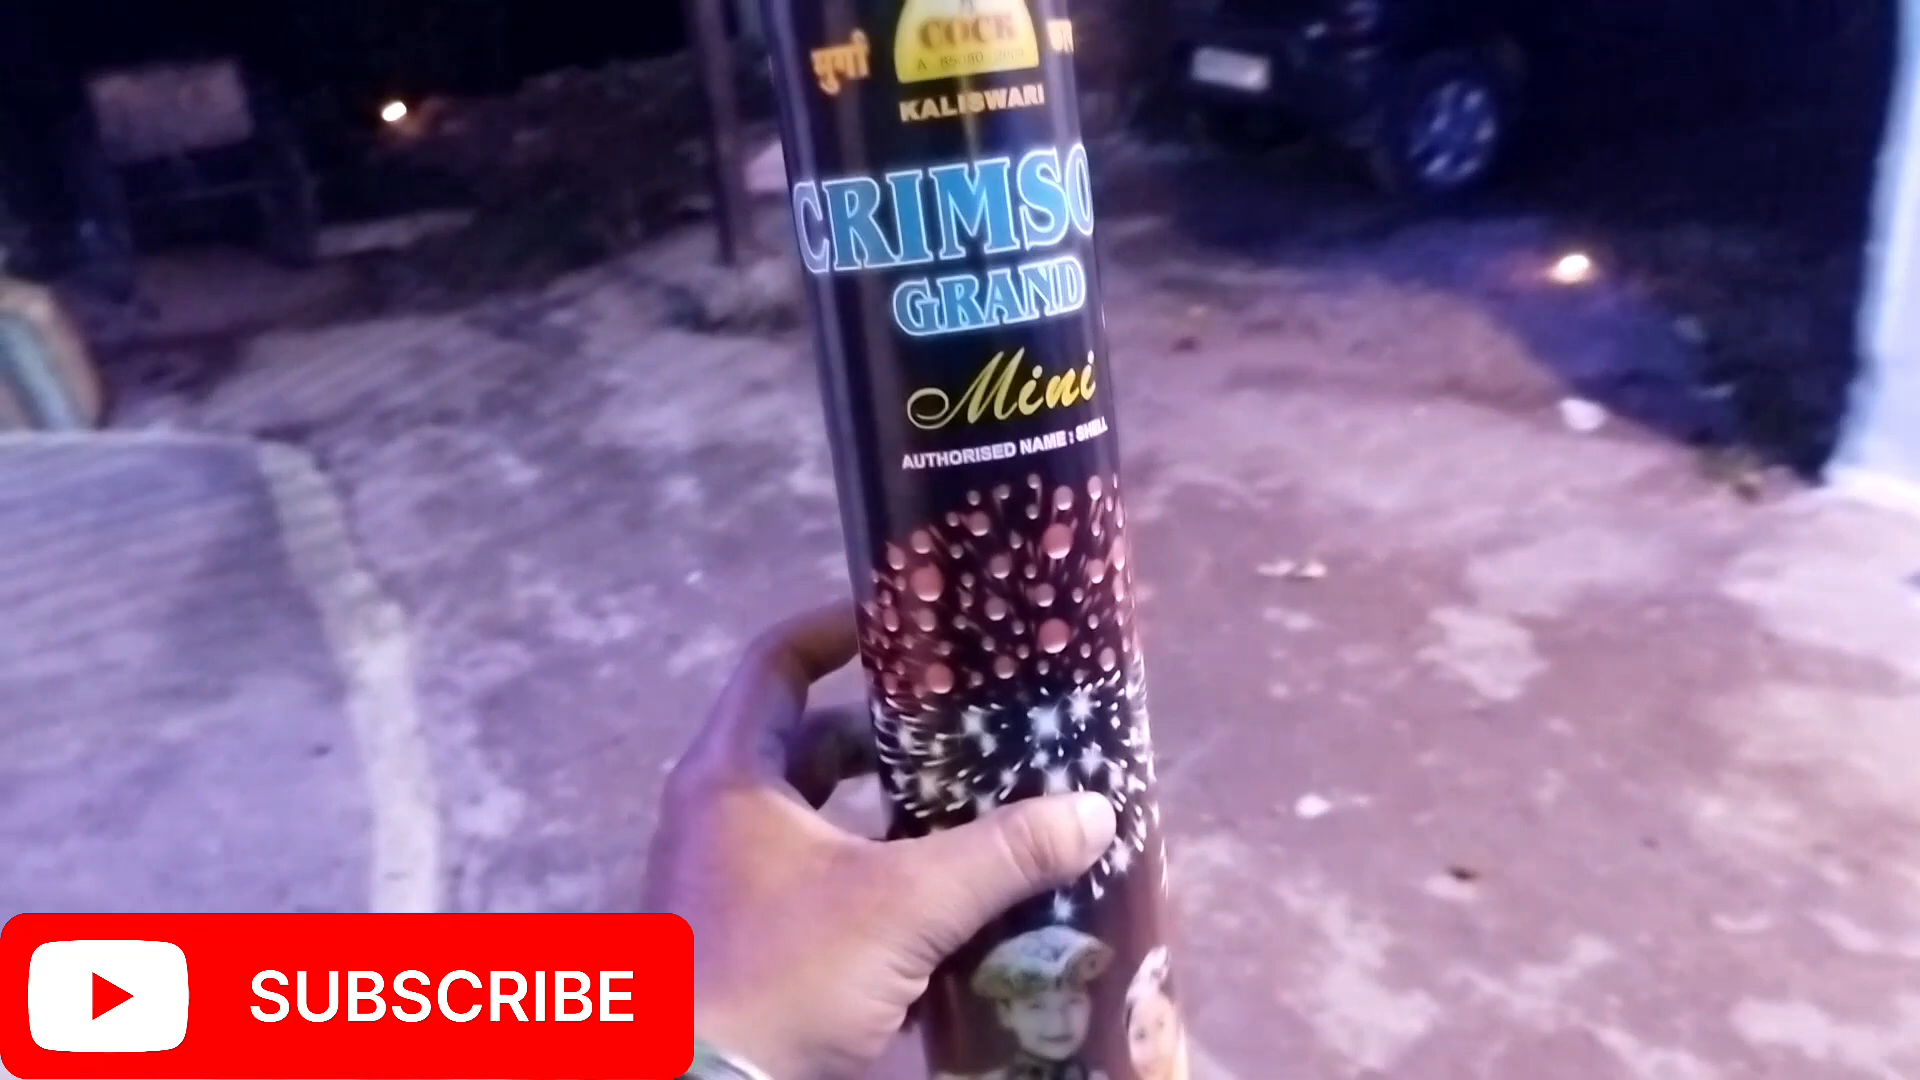 COCK
मुर्गा
KALISWARI
CRIMSO
GRAND
Mini
AUTHORISED NAME : SHELL
SUBSCRIBE